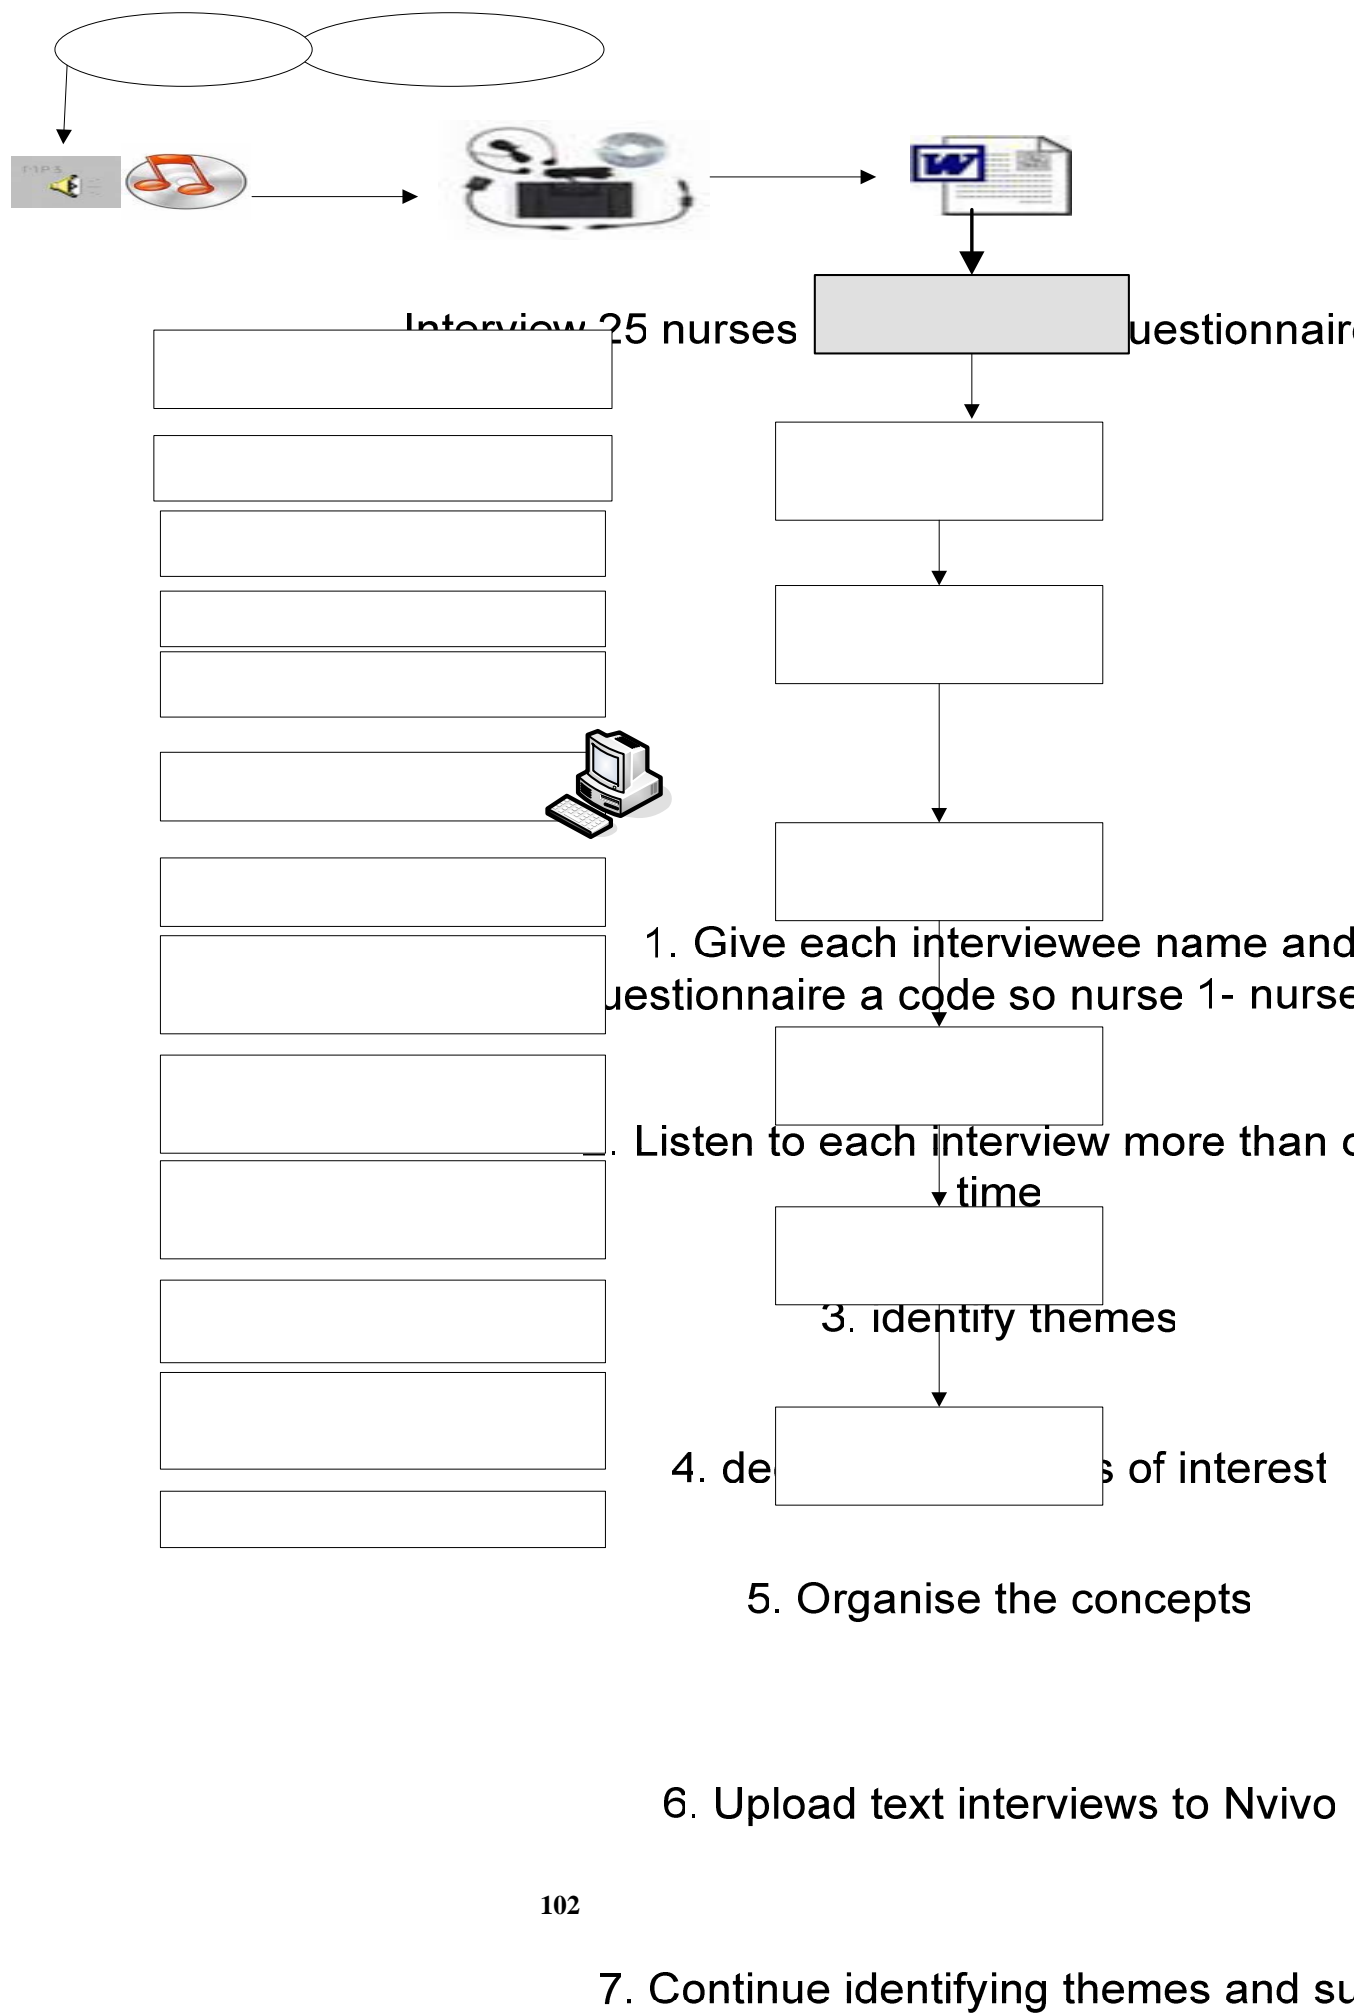 MP3
W
Interview 25 nurses uestionnair
1. Give each interviewee name and
uestionnaire a code so nurse 1- nurse
. Listen to each interview more than
time
3. identify themes
4. de s of interest
5. Organise the concepts
6. Upload text interviews to Nvivo
102
7. Continue identifying themes and su